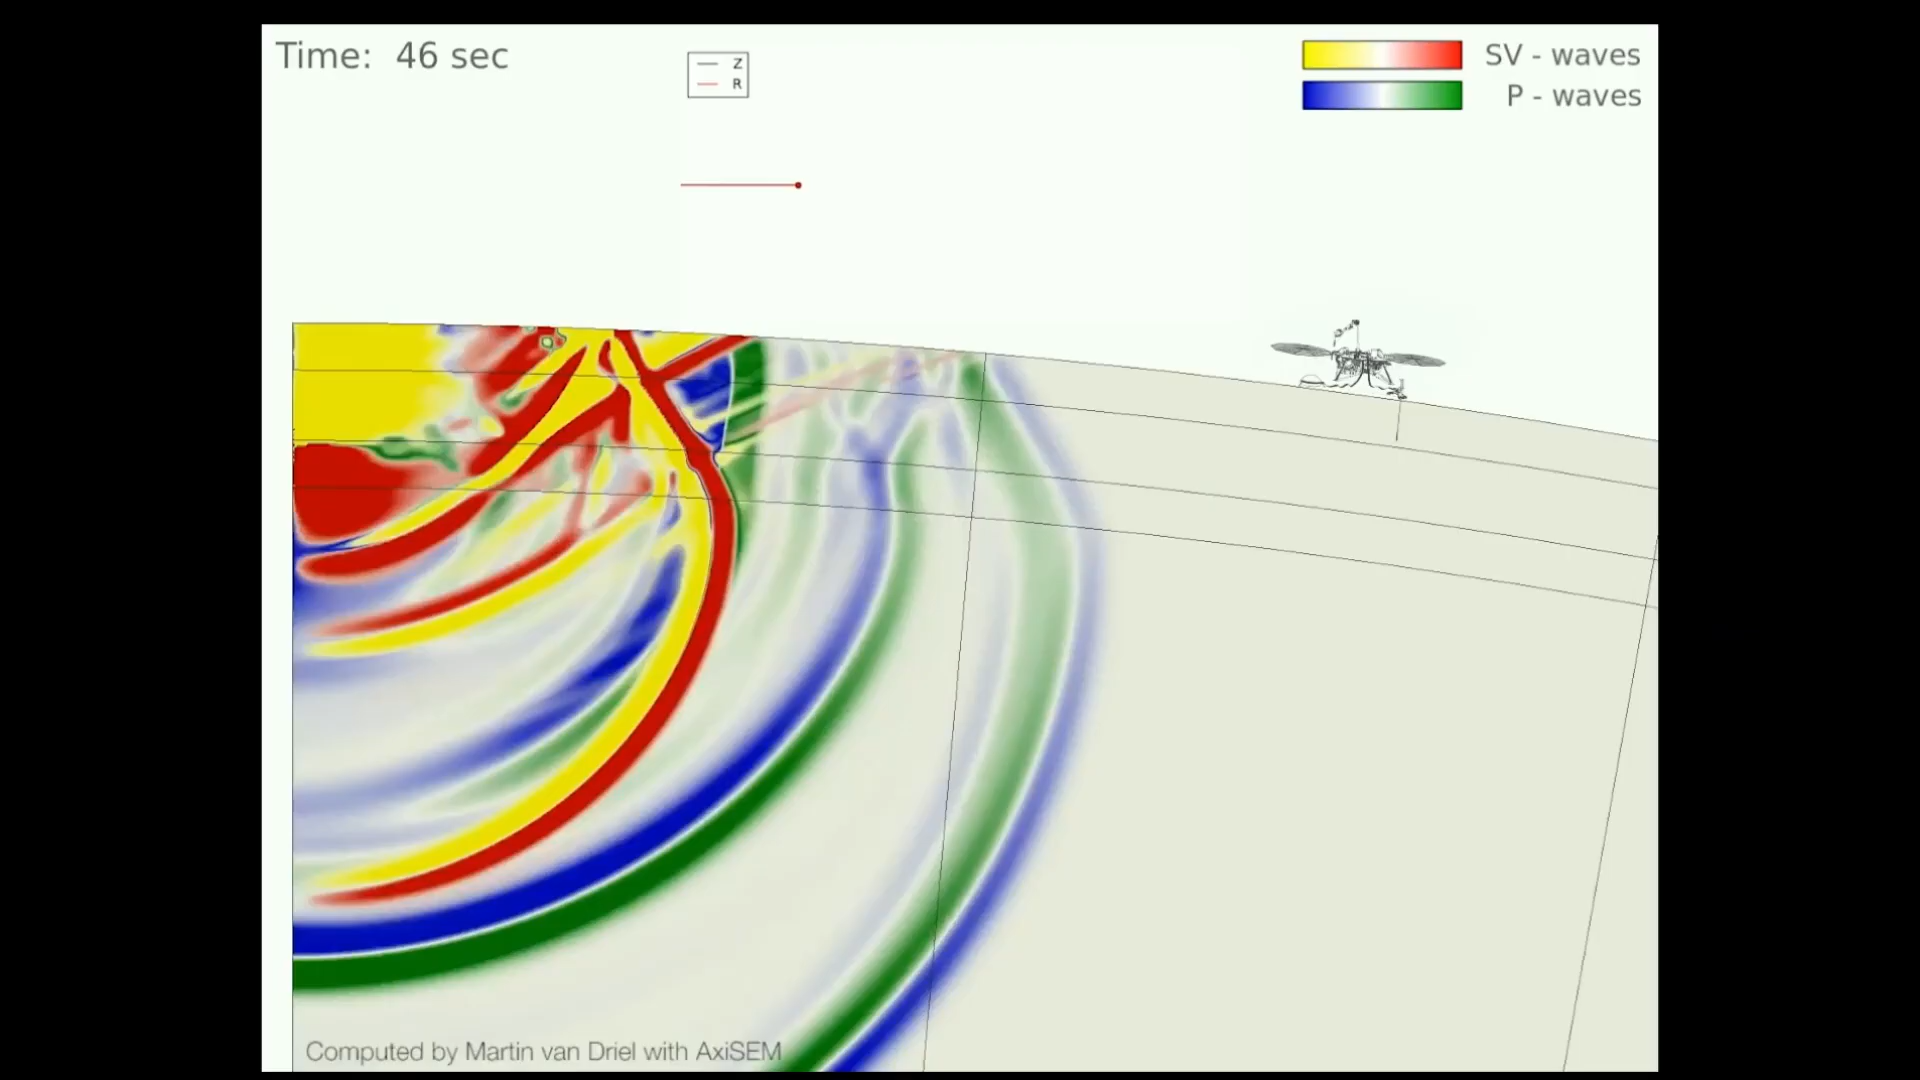 Time: 46 sec
Z
R
SV - waves
P - waves
Computed by Martin van Driel with AxiSEM